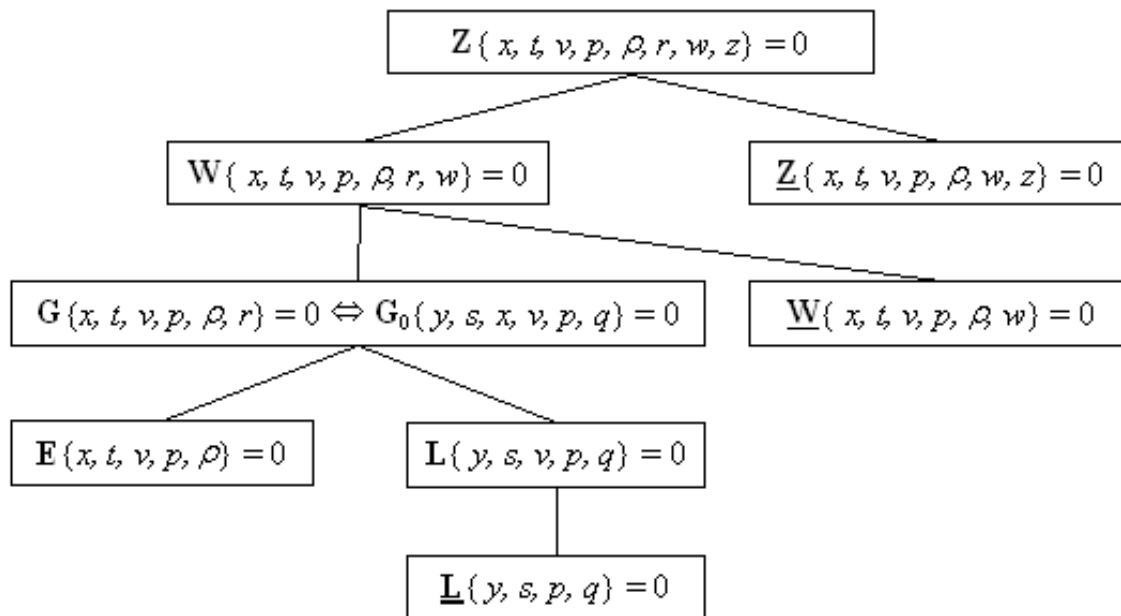 Z{ x, t, v, p, ρ, r, w, z} = 0
W{ x, t, v, p, ρ, r, w} = 0
Z{ x, t, v, p, ρ, w, z} = 0
G{x, t, v, p, ρ, r} = 0 ⇔ G₀{y, s, x, v, p, q} = 0
W{ x, t, v, p, ρ, w} = 0
E{x, t, v, p, ρ} = 0
L{ y, s, v, p, q} = 0
L{ y, s, p, q} = 0